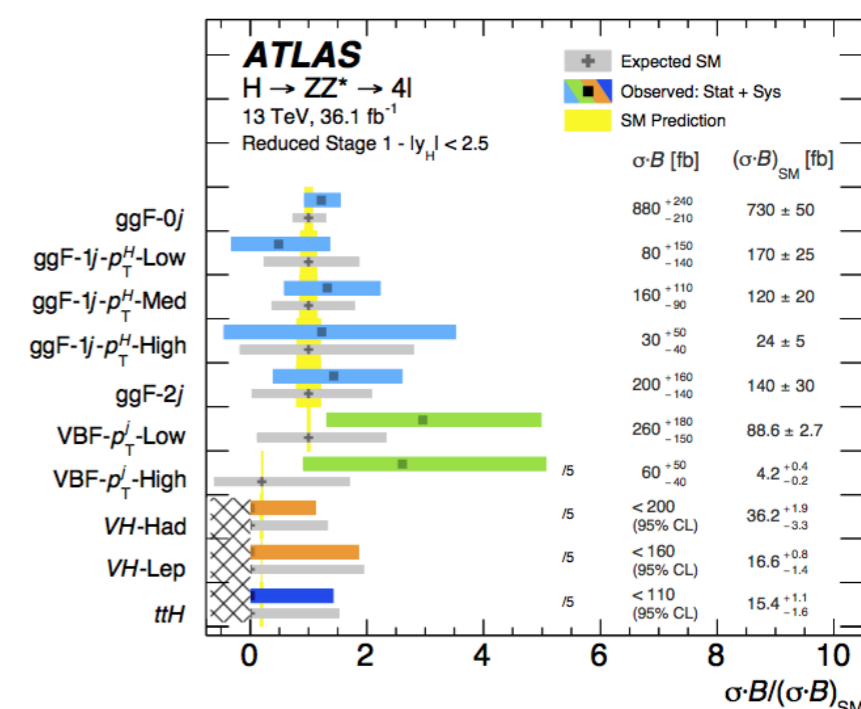 ATLAS
H → ZZ* → 4l
13 TeV, 36.1 fb⁻¹
Reduced Stage 1 - |y_H| < 2.5
Expected SM
Observed: Stat + Sys
SM Prediction
σ·B [fb] (σ·B)_SM [fb]
ggF-0j 880 +240 −210 730 ± 50
ggF-1j-p_T^H-Low 80 +150 −140 170 ± 25
ggF-1j-p_T^H-Med 160 +110 −90 120 ± 20
ggF-1j-p_T^H-High 30 +50 −40 24 ± 5
ggF-2j 200 +160 −140 140 ± 30
VBF-p_T^j-Low 260 +180 −150 88.6 ± 2.7
VBF-p_T^j-High /5 60 +50 −40 4.2 +0.4 −0.2
VH-Had /5 < 200 (95% CL) 36.2 +1.9 −3.3
VH-Lep /5 < 160 (95% CL) 16.6 +0.8 −1.4
ttH /5 < 110 (95% CL) 15.4 +1.1 −1.6
0 2 4 6 8 10
σ·B/(σ·B)_SM